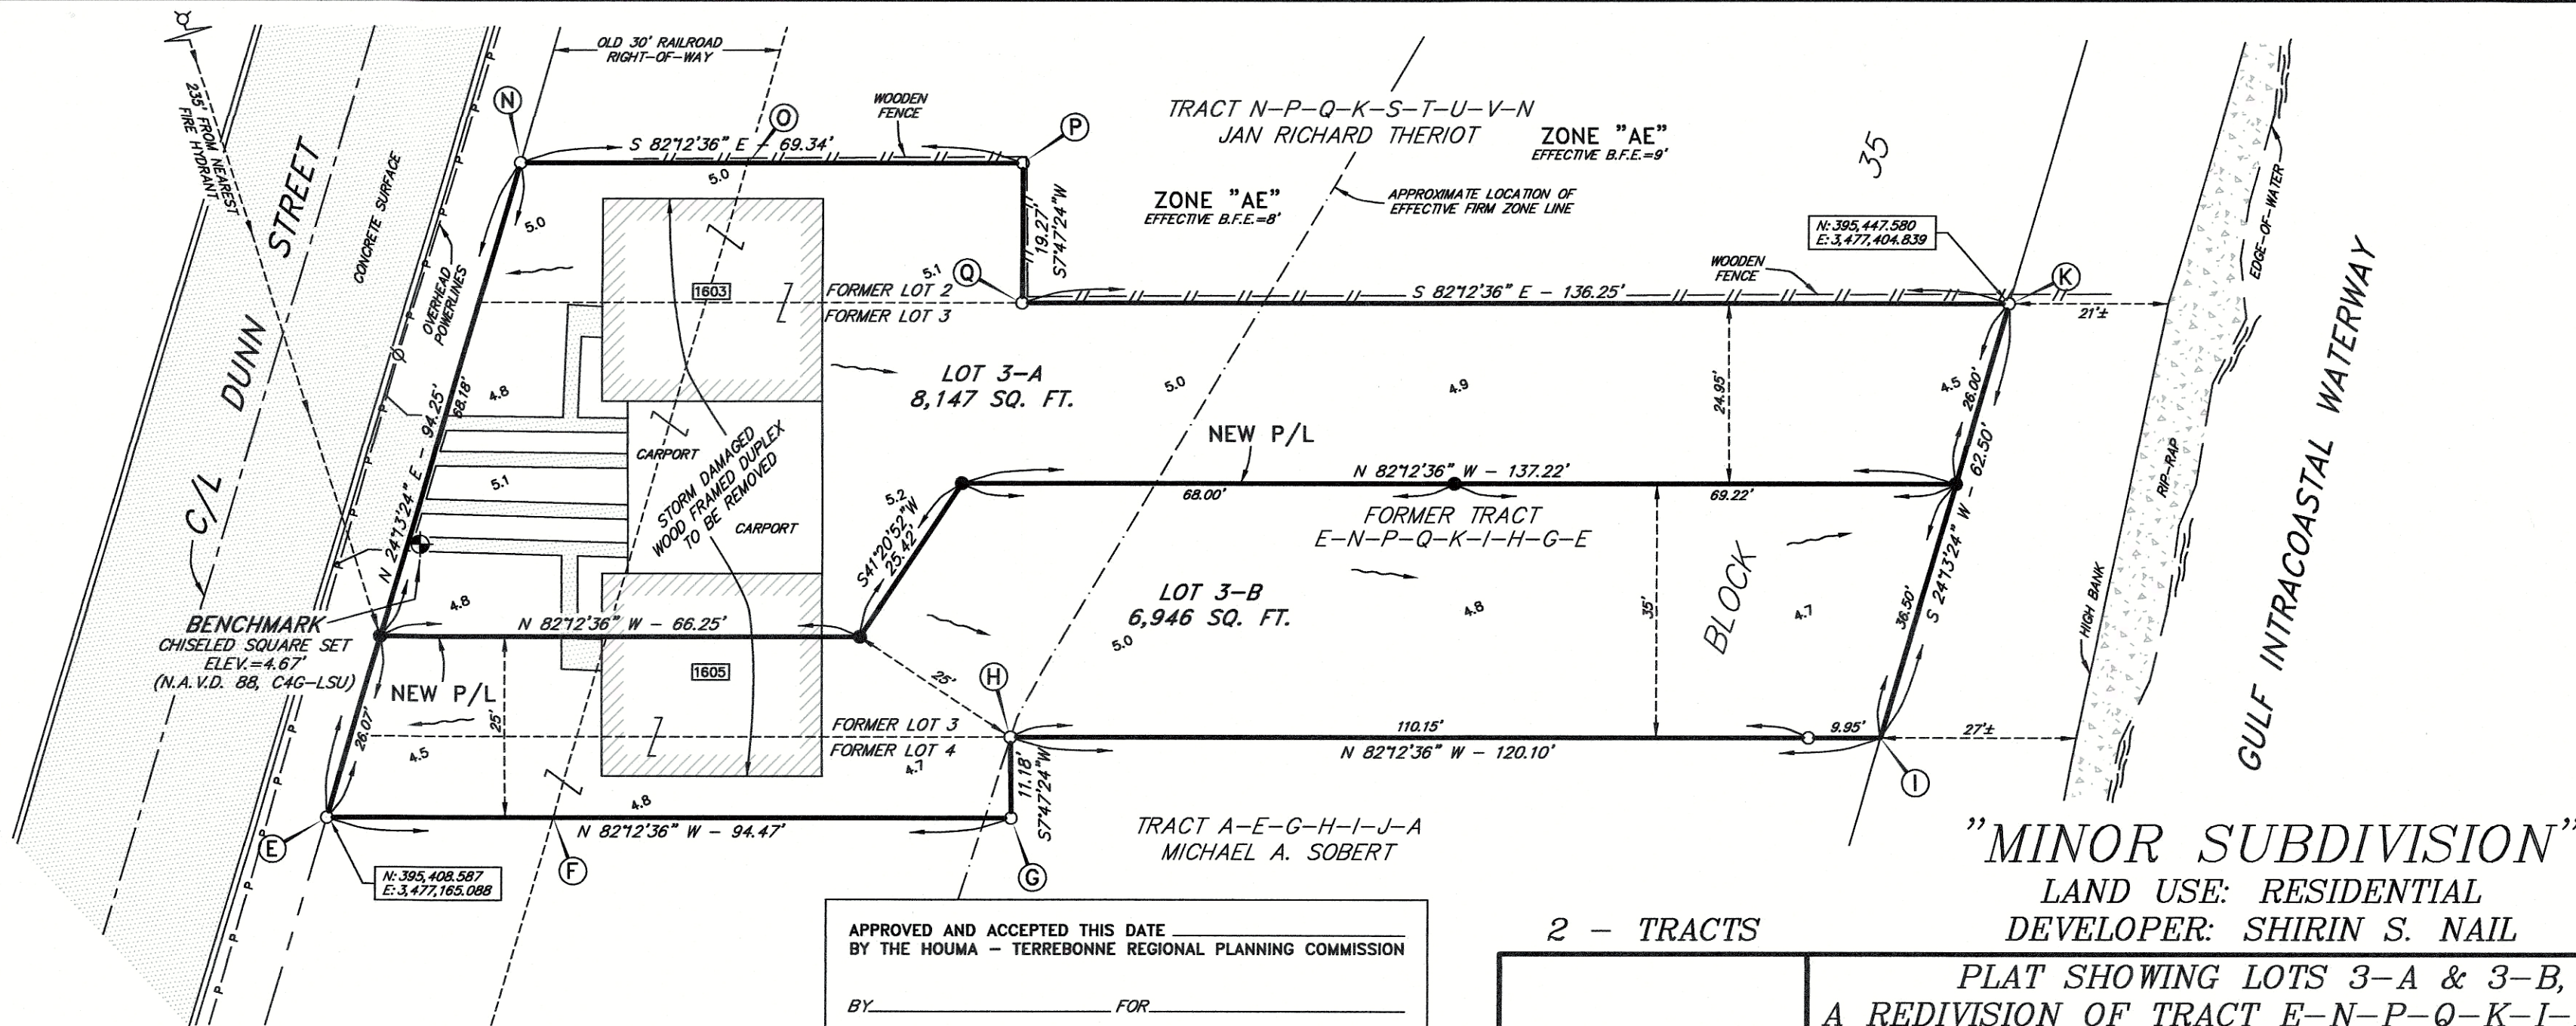 OLD 30' RAILROAD
RIGHT-OF-WAY
235' FROM NEAREST
FIRE HYDRANT
N
O
P
WOODEN
FENCE
S 82°12'36" E - 69.34'
TRACT N-P-Q-K-S-T-U-V-N
JAN RICHARD THERIOT
ZONE "AE"
EFFECTIVE B.F.E.=9'
35
ZONE "AE"
EFFECTIVE B.F.E.=8'
APPROXIMATE LOCATION OF
EFFECTIVE FIRM ZONE LINE
N: 395,447.580
E: 3,477,404.839
EDGE-OF-WATER
STREET
CONCRETE SURFACE
5.0
5.0
19.27'
S7°47'24"W
OVERHEAD
POWERLINES
1603
5.1
Q
FORMER LOT 2
FORMER LOT 3
WOODEN
FENCE
S 82°12'36" E - 136.25'
K
21'±
DUNN
LOT 3-A
8,147 SQ. FT.
4.8
5.0
4.9
4.5
24.95'
26.00'
N 24°13'24" E - 94.25'
68.18'
CARPORT
STORM DAMAGED
WOOD FRAMED DUPLEX
TO BE REMOVED
CARPORT
NEW P/L
N 82°12'36" W - 137.22'
68.00'
69.22'
S 24°13'24" W - 62.50'
RIP-RAP
GULF INTRACOASTAL WATERWAY
C/L
5.1
5.2
S41°20'52"W
25.42'
FORMER TRACT
E-N-P-Q-K-I-H-G-E
BLOCK
LOT 3-B
6,946 SQ. FT.
4.8
4.7
35'
36.50'
HIGH BANK
BENCHMARK
CHISELED SQUARE SET
ELEV.=4.67'
(N.A.V.D. 88, C4G-LSU)
4.8
N 82°12'36" W - 66.25'
5.0
25'
NEW P/L
1605
H
26.07'
25'
4.5
FORMER LOT 3
FORMER LOT 4
4.7
110.15'
9.95'
N 82°12'36" W - 120.10'
27'±
I
11.18'
S7°47'24"W
E
4.8
N 82°12'36" W - 94.47'
F
G
N: 395,408.587
E: 3,477,165.088
TRACT A-E-G-H-I-J-A
MICHAEL A. SOBERT
"MINOR SUBDIVISION"
LAND USE: RESIDENTIAL
DEVELOPER: SHIRIN S. NAIL
2 - TRACTS
APPROVED AND ACCEPTED THIS DATE
BY THE HOUMA - TERREBONNE REGIONAL PLANNING COMMISSION
BY FOR
PLAT SHOWING LOTS 3-A & 3-B,
A REDIVISION OF TRACT E-N-P-Q-K-I-
P
P
P
P
P
P
P
P
P
P
P
P
P